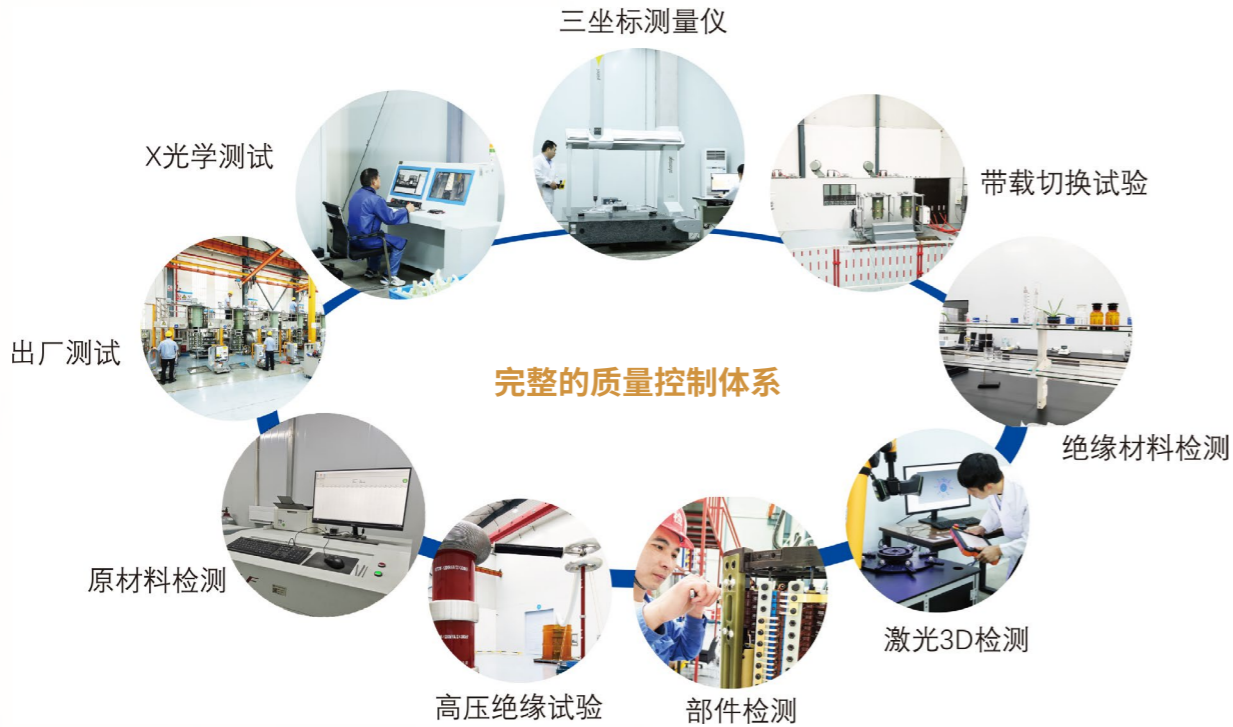 三坐标测量仪
X光学测试
带载切换试验
出厂测试
完整的质量控制体系
绝缘材料检测
原材料检测
激光3D检测
高压绝缘试验
部件检测